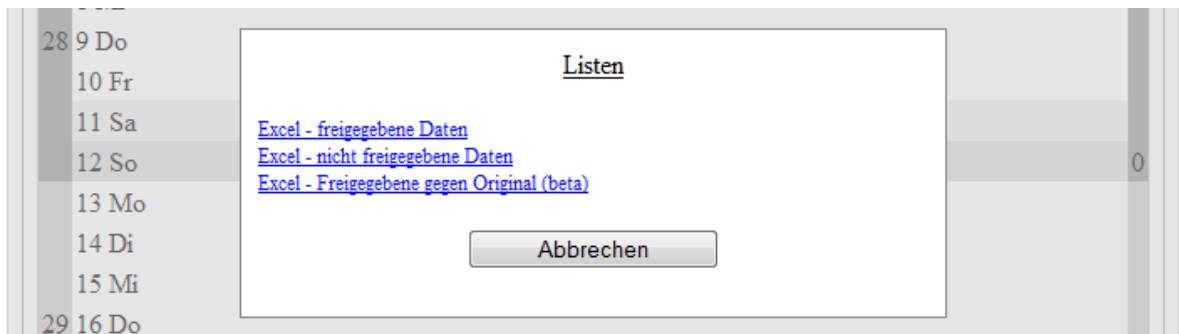 28 9 Do
10 Fr
11 Sa
12 So 0
13 Mo
14 Di
15 Mi
29 16 Do
Listen
Excel - freigegebene Daten
Excel - nicht freigegebene Daten
Excel - Freigegebene gegen Original (beta)
Abbrechen